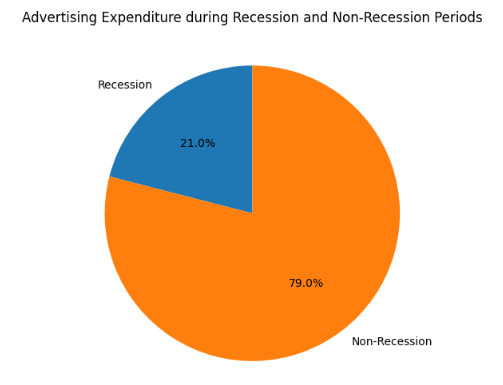 Advertising Expenditure during Recession and Non-Recession Periods
Recession
21.0%
79.0%
Non-Recession